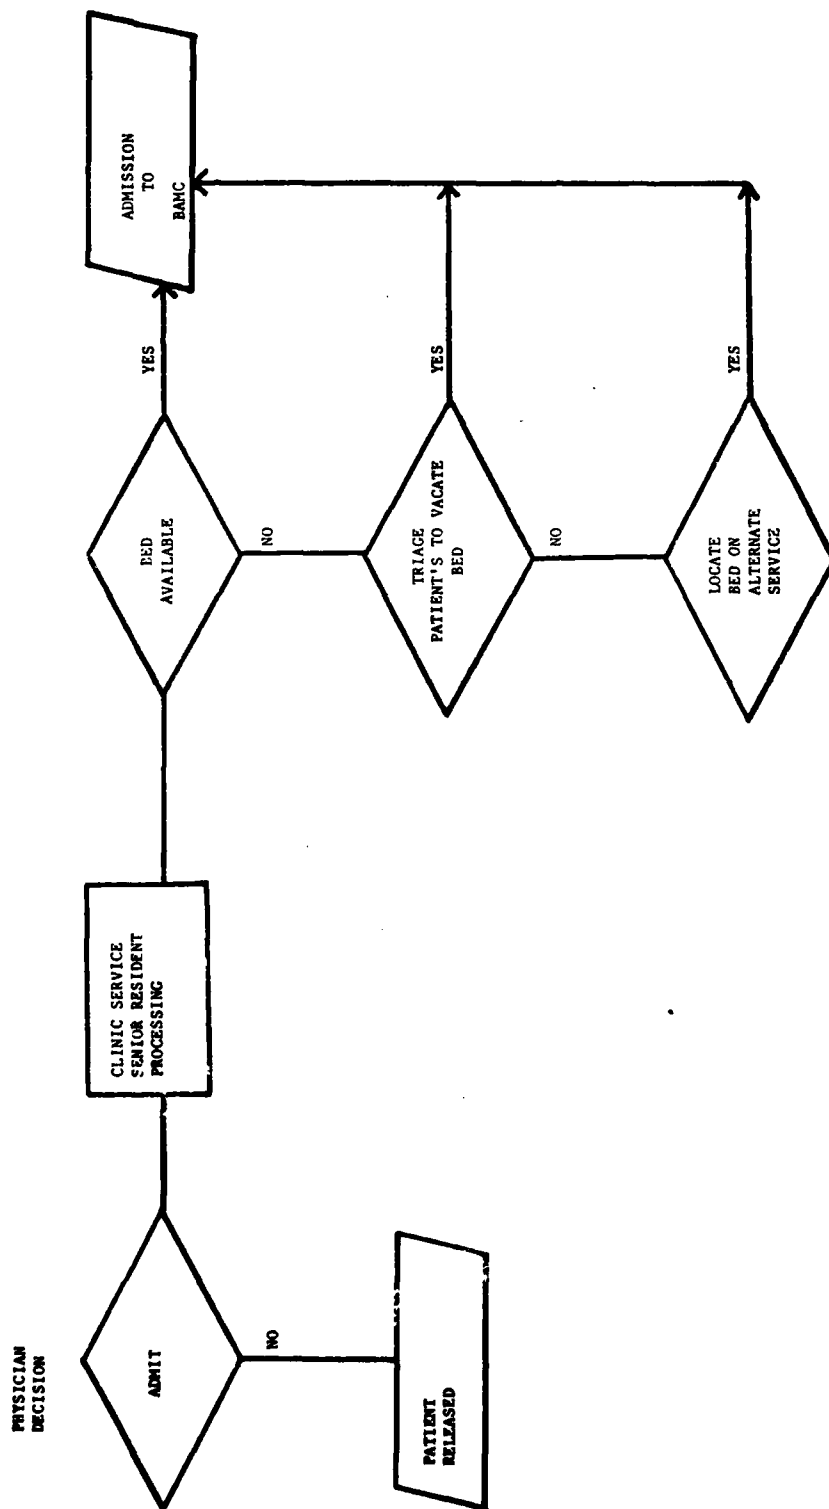 PHYSICIAN
DECISION
ADMIT
NO
PATIENT
RELEASED
CLINIC SERVICE
SENIOR RESIDENT
PROCESSING
BED
AVAILABLE
YES
NO
ADMISSION
TO
BAMC
TRIAGE
PATIENT'S TO VACATE
BED
YES
NO
LOCATE
BED ON
ALTERNATE
SERVICE
YES